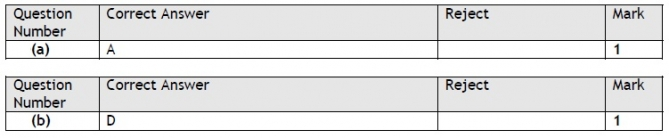 Question Number Correct Answer Reject Mark
(a) A 1
Question Number Correct Answer Reject Mark
(b) D 1